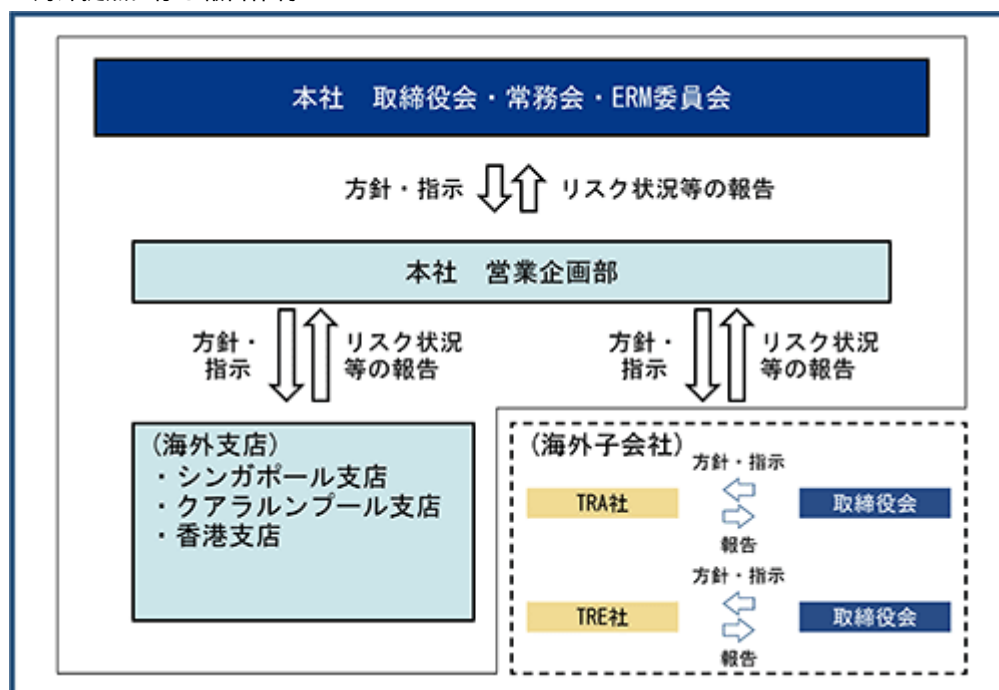 本社　取締役会・常務会・ERM委員会
方針・指示
リスク状況等の報告
本社　営業企画部
方針・
指示
リスク状況
等の報告
方針・
指示
リスク状況
等の報告
(海外支店)
・シンガポール支店
・クアラルンプール支店
・香港支店
(海外子会社)
方針・指示
TRA社
取締役会
報告
方針・指示
TRE社
取締役会
報告